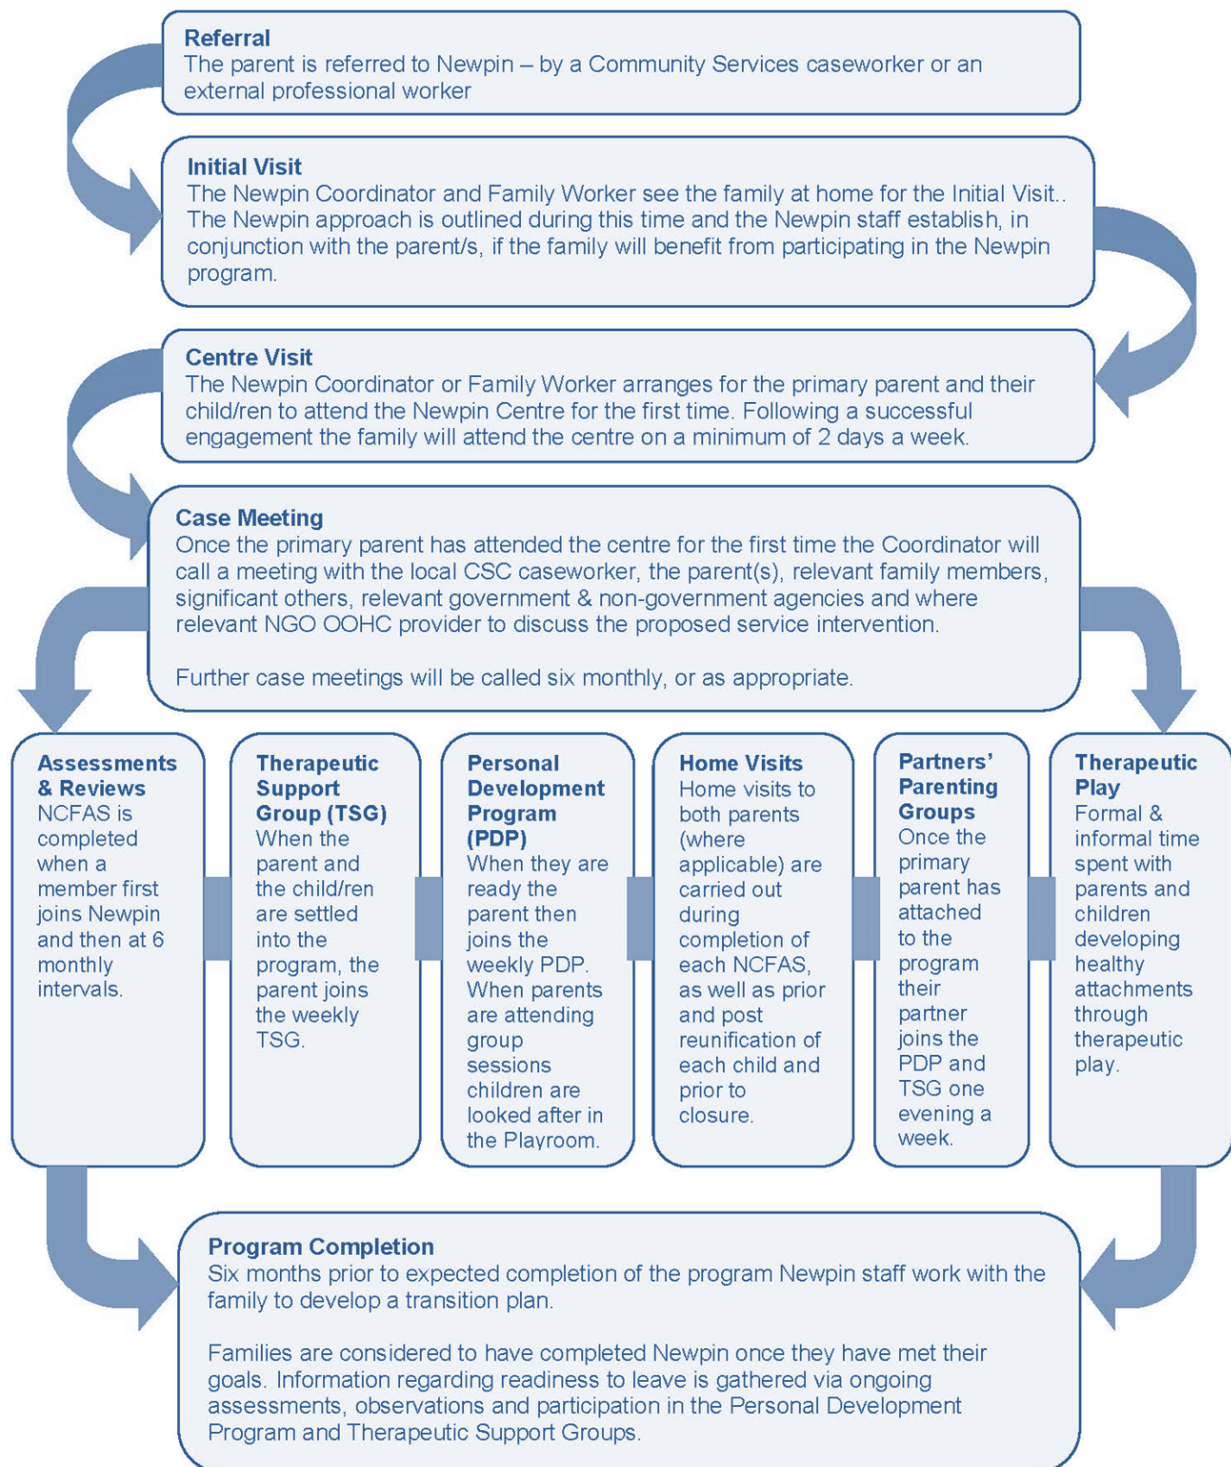 Referral
The parent is referred to Newpin – by a Community Services caseworker or an
external professional worker
Initial Visit
The Newpin Coordinator and Family Worker see the family at home for the Initial Visit..
The Newpin approach is outlined during this time and the Newpin staff establish, in
conjunction with the parent/s, if the family will benefit from participating in the Newpin
program.
Centre Visit
The Newpin Coordinator or Family Worker arranges for the primary parent and their
child/ren to attend the Newpin Centre for the first time. Following a successful
engagement the family will attend the centre on a minimum of 2 days a week.
Case Meeting
Once the primary parent has attended the centre for the first time the Coordinator will
call a meeting with the local CSC caseworker, the parent(s), relevant family members,
significant others, relevant government & non-government agencies and where
relevant NGO OOHC provider to discuss the proposed service intervention.
Further case meetings will be called six monthly, or as appropriate.
Assessments
& Reviews
NCFAS is
completed
when a
member first
joins Newpin
and then at 6
monthly
intervals.
Therapeutic
Support
Group (TSG)
When the
parent and
the child/ren
are settled
into the
program, the
parent joins
the weekly
TSG.
Personal
Development
Program
(PDP)
When they are
ready the
parent then
joins the
weekly PDP.
When parents
are attending
group
sessions
children are
looked after in
the Playroom.
Home Visits
Home visits to
both parents
(where
applicable) are
carried out
during
completion of
each NCFAS,
as well as prior
and post
reunification of
each child and
prior to
closure.
Partners'
Parenting
Groups
Once the
primary
parent has
attached
to the
program
their
partner
joins the
PDP and
TSG one
evening a
week.
Therapeutic
Play
Formal &
informal time
spent with
parents and
children
developing
healthy
attachments
through
therapeutic
play.
Program Completion
Six months prior to expected completion of the program Newpin staff work with the
family to develop a transition plan.
Families are considered to have completed Newpin once they have met their
goals. Information regarding readiness to leave is gathered via ongoing
assessments, observations and participation in the Personal Development
Program and Therapeutic Support Groups.